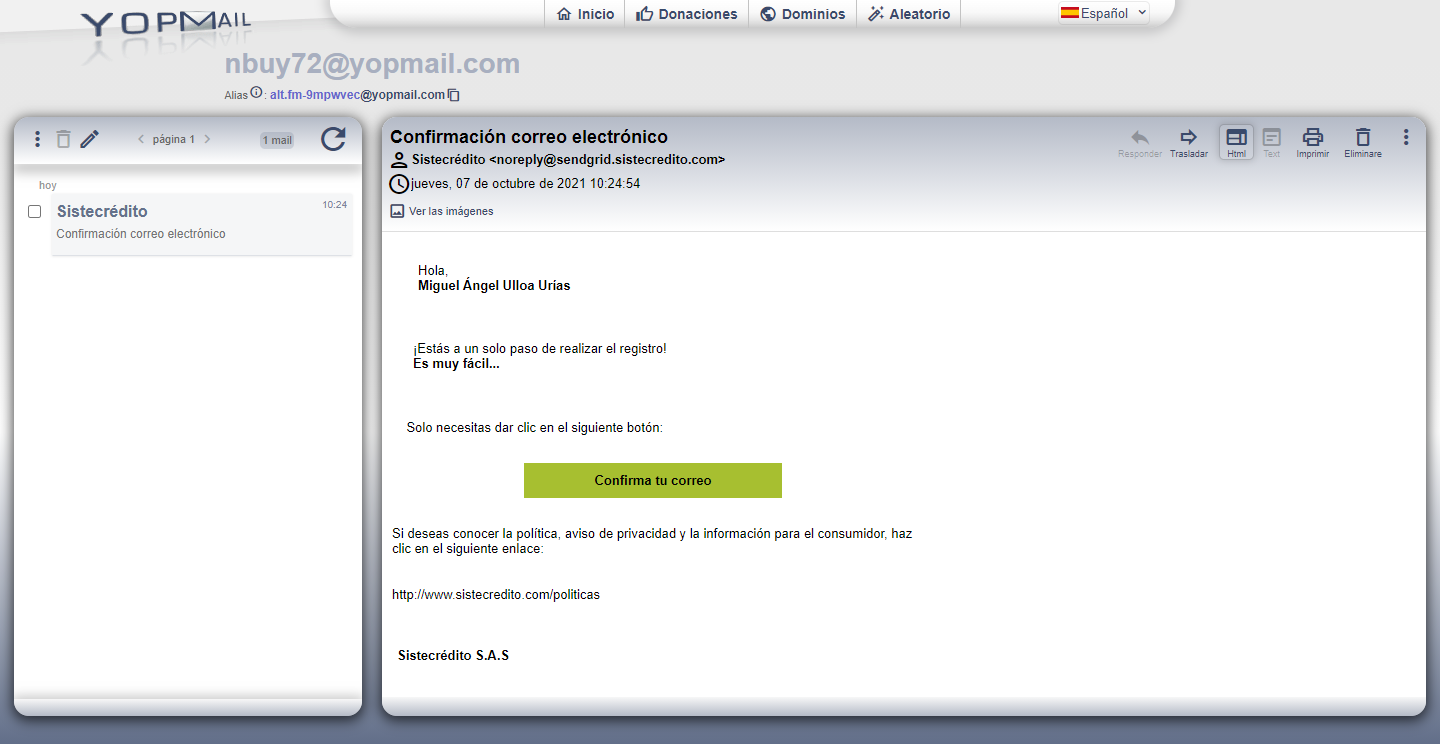 YOPMAIL
Inicio
Donaciones
Dominios
Aleatorio
Español
nbuy72@yopmail.com
Alias : alt.fm-9mpwvec@yopmail.com
página 1
1 mail
hoy
Sistecrédito
10:24
Confirmación correo electrónico
Confirmación correo electrónico
Sistecrédito <noreply@sendgrid.sistecredito.com>
jueves, 07 de octubre de 2021 10:24:54
Ver las imágenes
Responder
Trasladar
Html
Text
Imprimir
Eliminare
Hola,
Miguel Ángel Ulloa Urías
¡Estás a un solo paso de realizar el registro!
Es muy fácil...
Solo necesitas dar clic en el siguiente botón:
Confirma tu correo
Si deseas conocer la política, aviso de privacidad y la información para el consumidor, haz
clic en el siguiente enlace:
http://www.sistecredito.com/politicas
Sistecrédito S.A.S